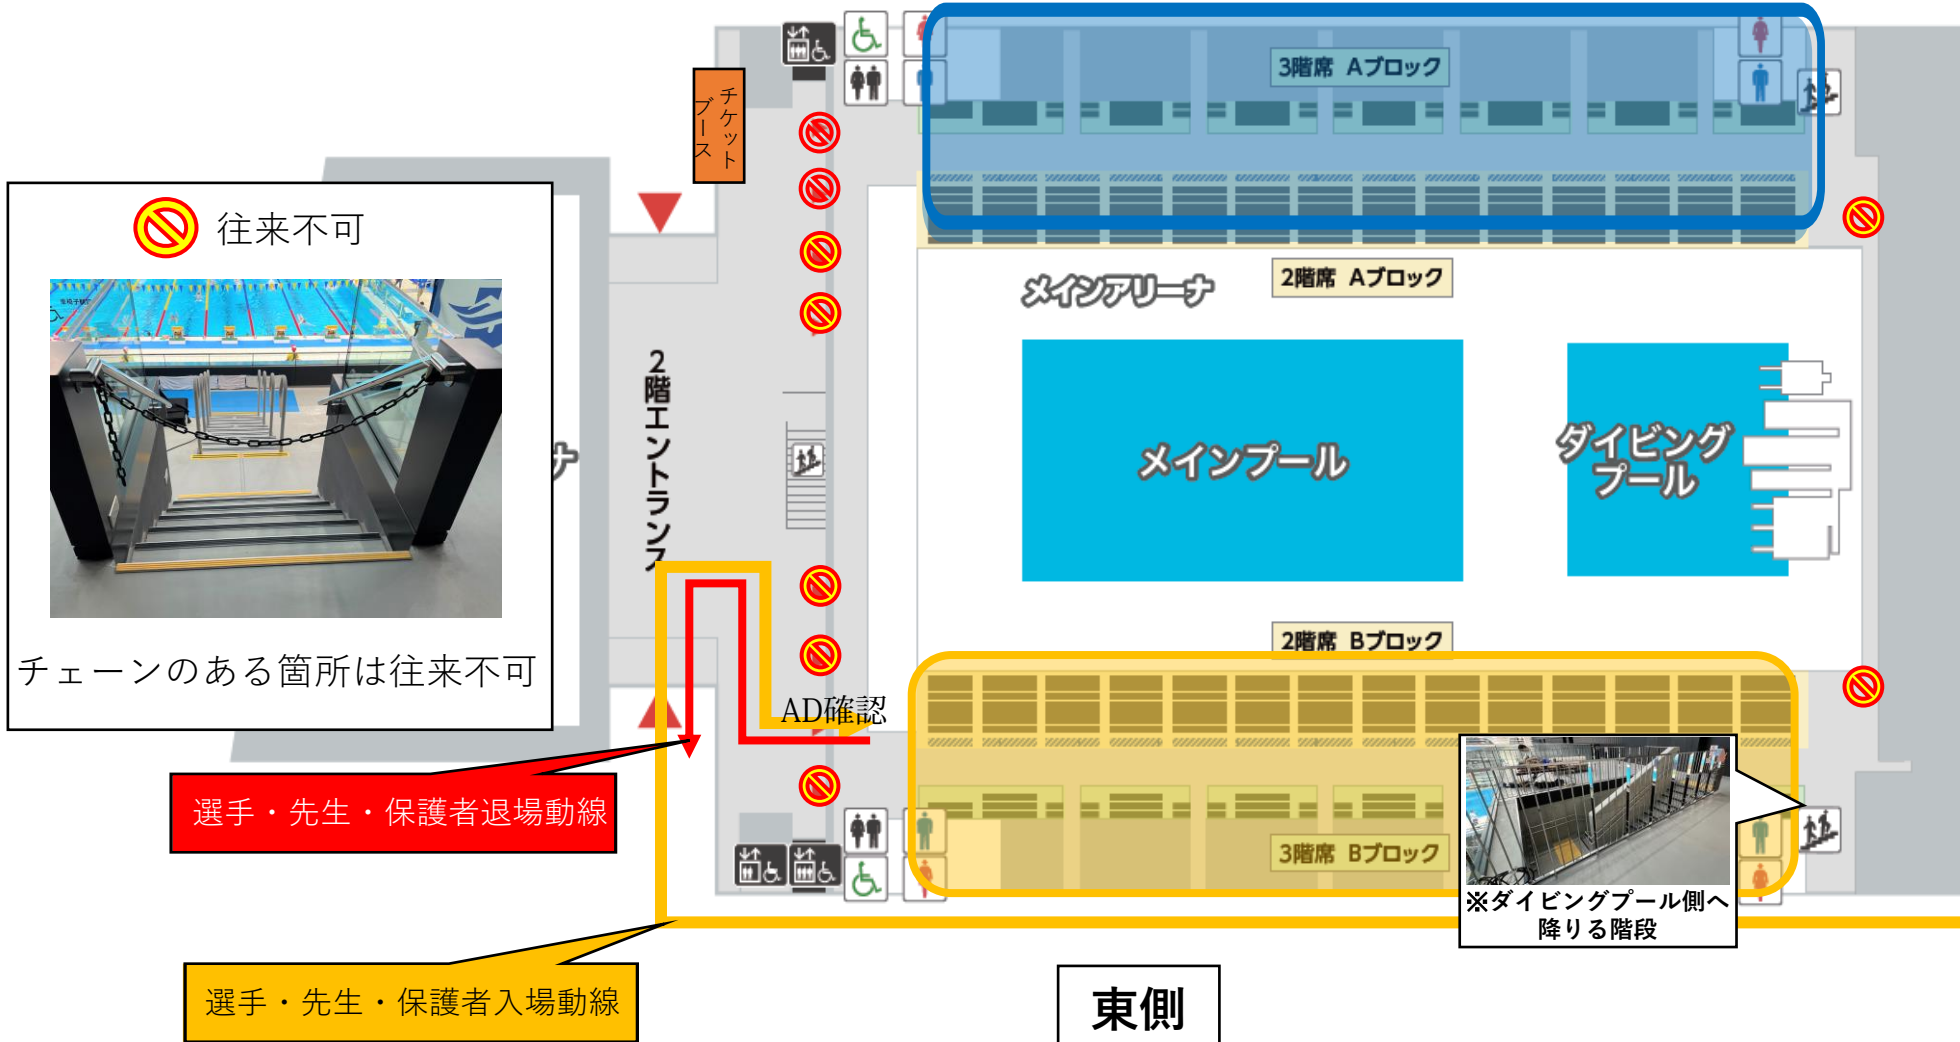 チケット
ブース
3階席 Aブロック
往来不可
2階席 Aブロック
メインアリーナ
2階エントランス
ナ
メインプール
ダイビング
プール
2階席 Bブロック
チェーンのある箇所は往来不可
AD確認
選手・先生・保護者退場動線
3階席 Bブロック
※ダイビングプール側へ
降りる階段
選手・先生・保護者入場動線
東側